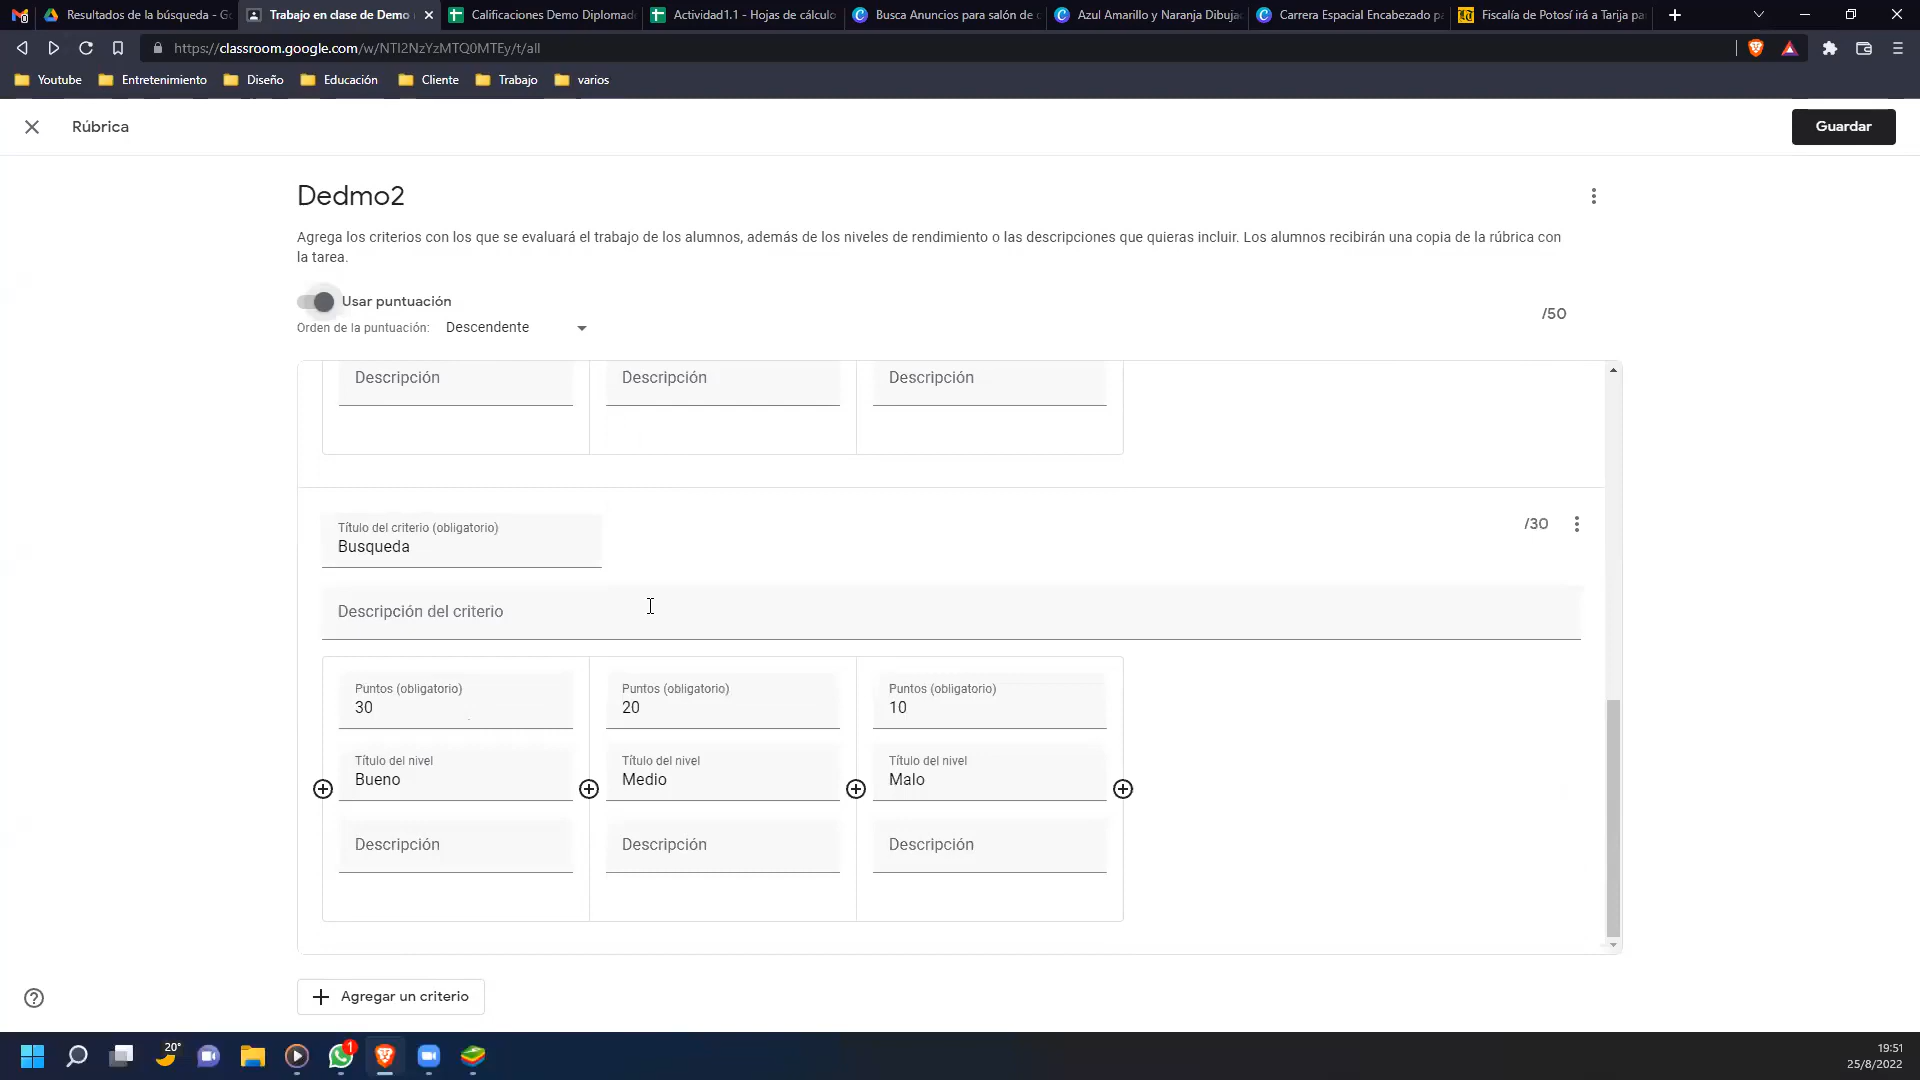 Resultados de la búsqueda - Go
Trabajo en clase de Demo
Calificaciones Demo Diplomad
Actividad1.1 - Hojas de cálculo
Busca Anuncios para salón de c
Azul Amarillo y Naranja Dibuja
Carrera Espacial Encabezado pa
Fiscalía de Potosí irá a Tarija pa
https://classroom.google.com/w/NTI2NzYzMTQ0MTEy/t/all
Youtube
Entretenimiento
Diseño
Educación
Cliente
Trabajo
varios
Rúbrica
Guardar
Dedmo2
Agrega los criterios con los que se evaluará el trabajo de los alumnos, además de los niveles de rendimiento o las descripciones que quieras incluir. Los alumnos recibirán una copia de la rúbrica con
la tarea.
Usar puntuación
Orden de la puntuación: Descendente
/50
Descripción Descripción Descripción
Título del criterio (obligatorio)
Busqueda
/30
Descripción del criterio
Puntos (obligatorio) Puntos (obligatorio) Puntos (obligatorio)
30 20 10
Título del nivel Título del nivel Título del nivel
Bueno Medio Malo
Descripción Descripción Descripción
Agregar un criterio
20°
1
19:51
25/8/2022